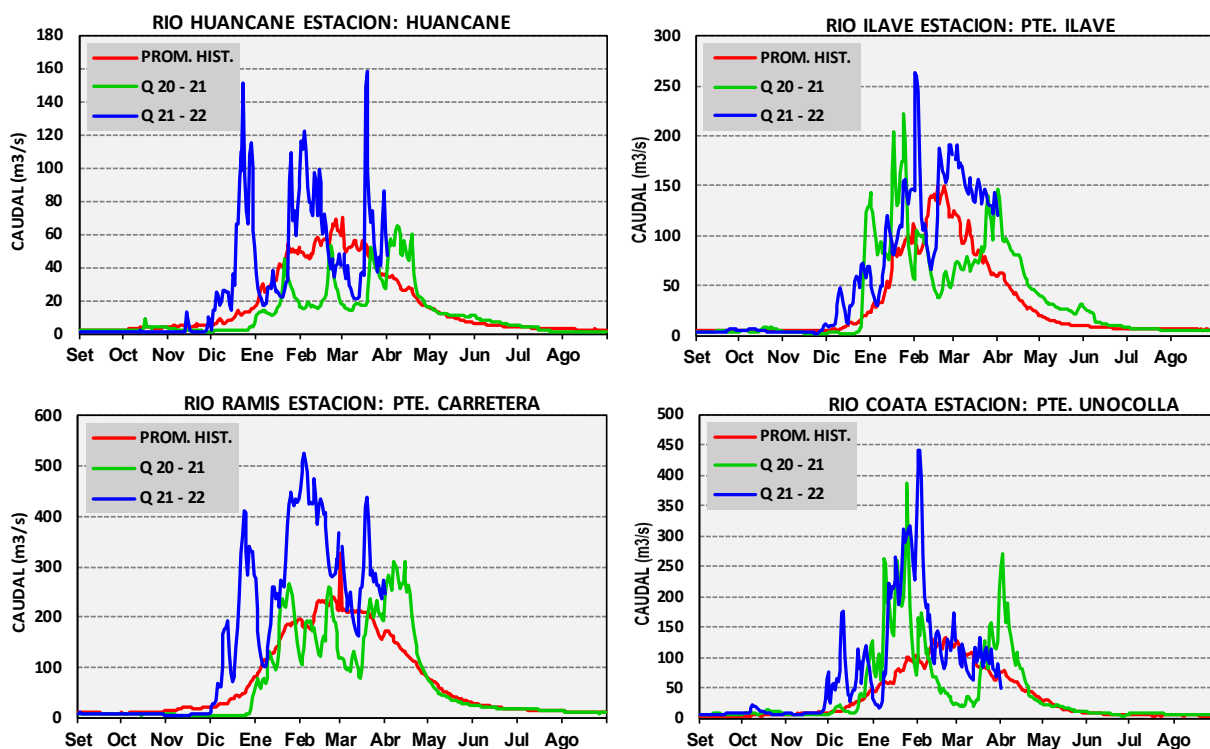 RIO HUANCANE ESTACION: HUANCANE
CAUDAL (m3/s)
180
160
140
120
100
80
60
40
20
0
PROM. HIST.
Q 20 - 21
Q 21 - 22
Set Oct Nov Dic Ene Feb Mar Abr May Jun Jul Ago
RIO ILAVE ESTACION: PTE. ILAVE
CAUDAL (m3/s)
300
250
200
150
100
50
0
PROM. HIST.
Q 20 - 21
Q 21 - 22
Set Oct Nov Dic Ene Feb Mar Abr May Jun Jul Ago
RIO RAMIS ESTACION: PTE. CARRETERA
CAUDAL (m3/s)
600
500
400
300
200
100
0
PROM. HIST.
Q 20 - 21
Q 21 - 22
Set Oct Nov Dic Ene Feb Mar Abr May Jun Jul Ago
RIO COATA ESTACION: PTE. UNOCOLLA
CAUDAL (m3/s)
500
450
400
350
300
250
200
150
100
50
0
PROM. HIST.
Q 20 - 21
Q 21 - 22
Set Oct Nov Dic Ene Feb Mar Abr May Jun Jul Ago